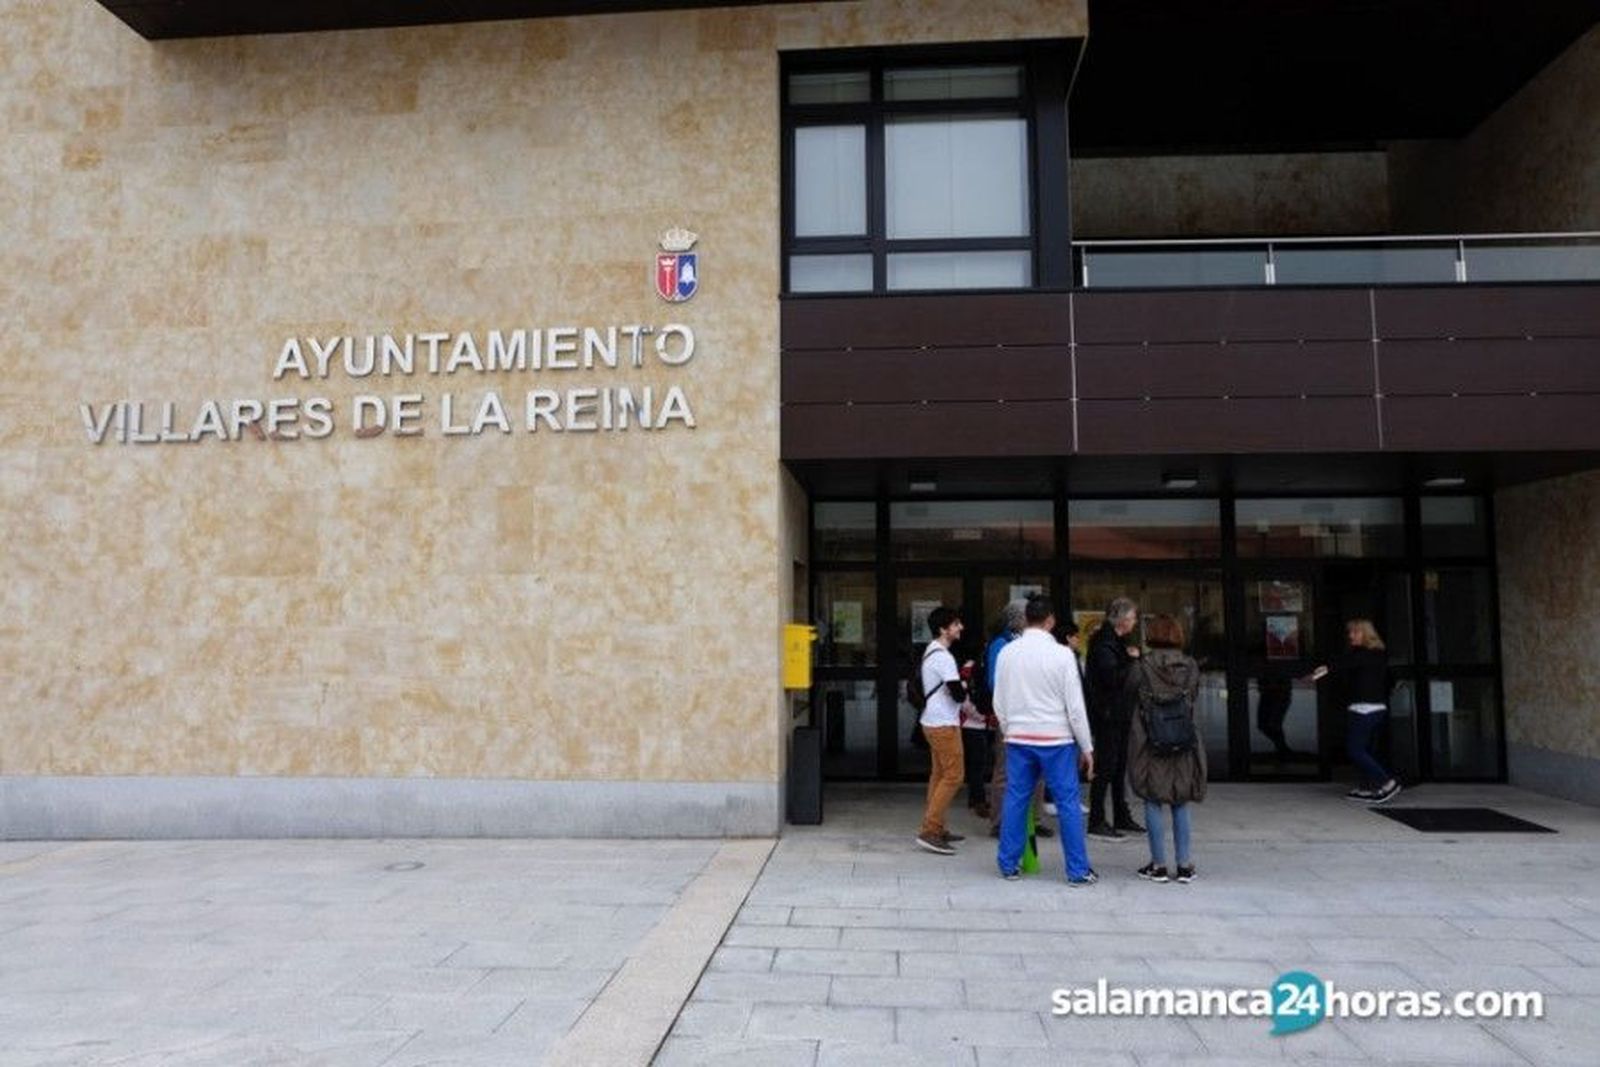 AYUNTAMIENTO
VILLARES DE LA REINA
salamanca24horas.com